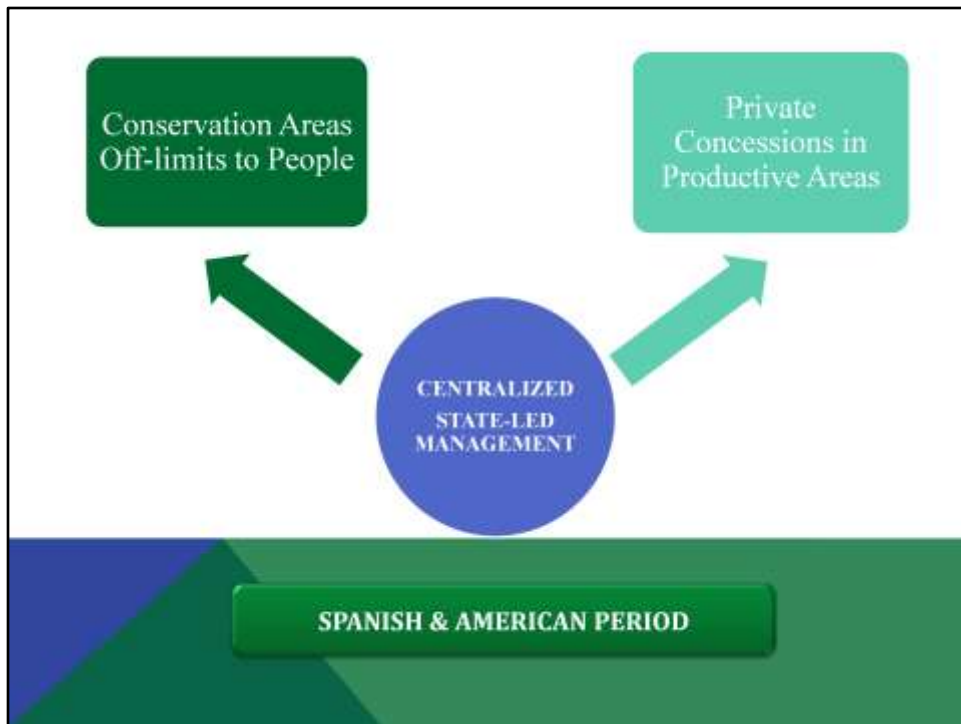 Conservation Areas
Off-limits to People
Private
Concessions in
Productive Areas
CENTRALIZED
STATE-LED
MANAGEMENT
SPANISH & AMERICAN PERIOD